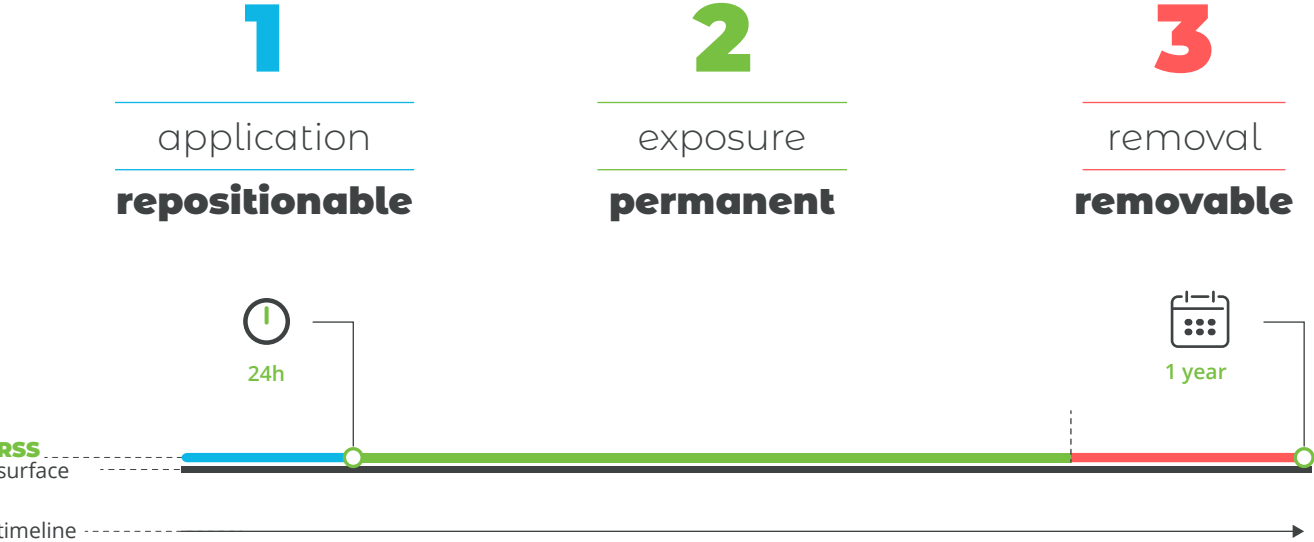 1
2
3
application
exposure
removal
repositionable
permanent
removable
24h
1 year
RSS
surface
timeline